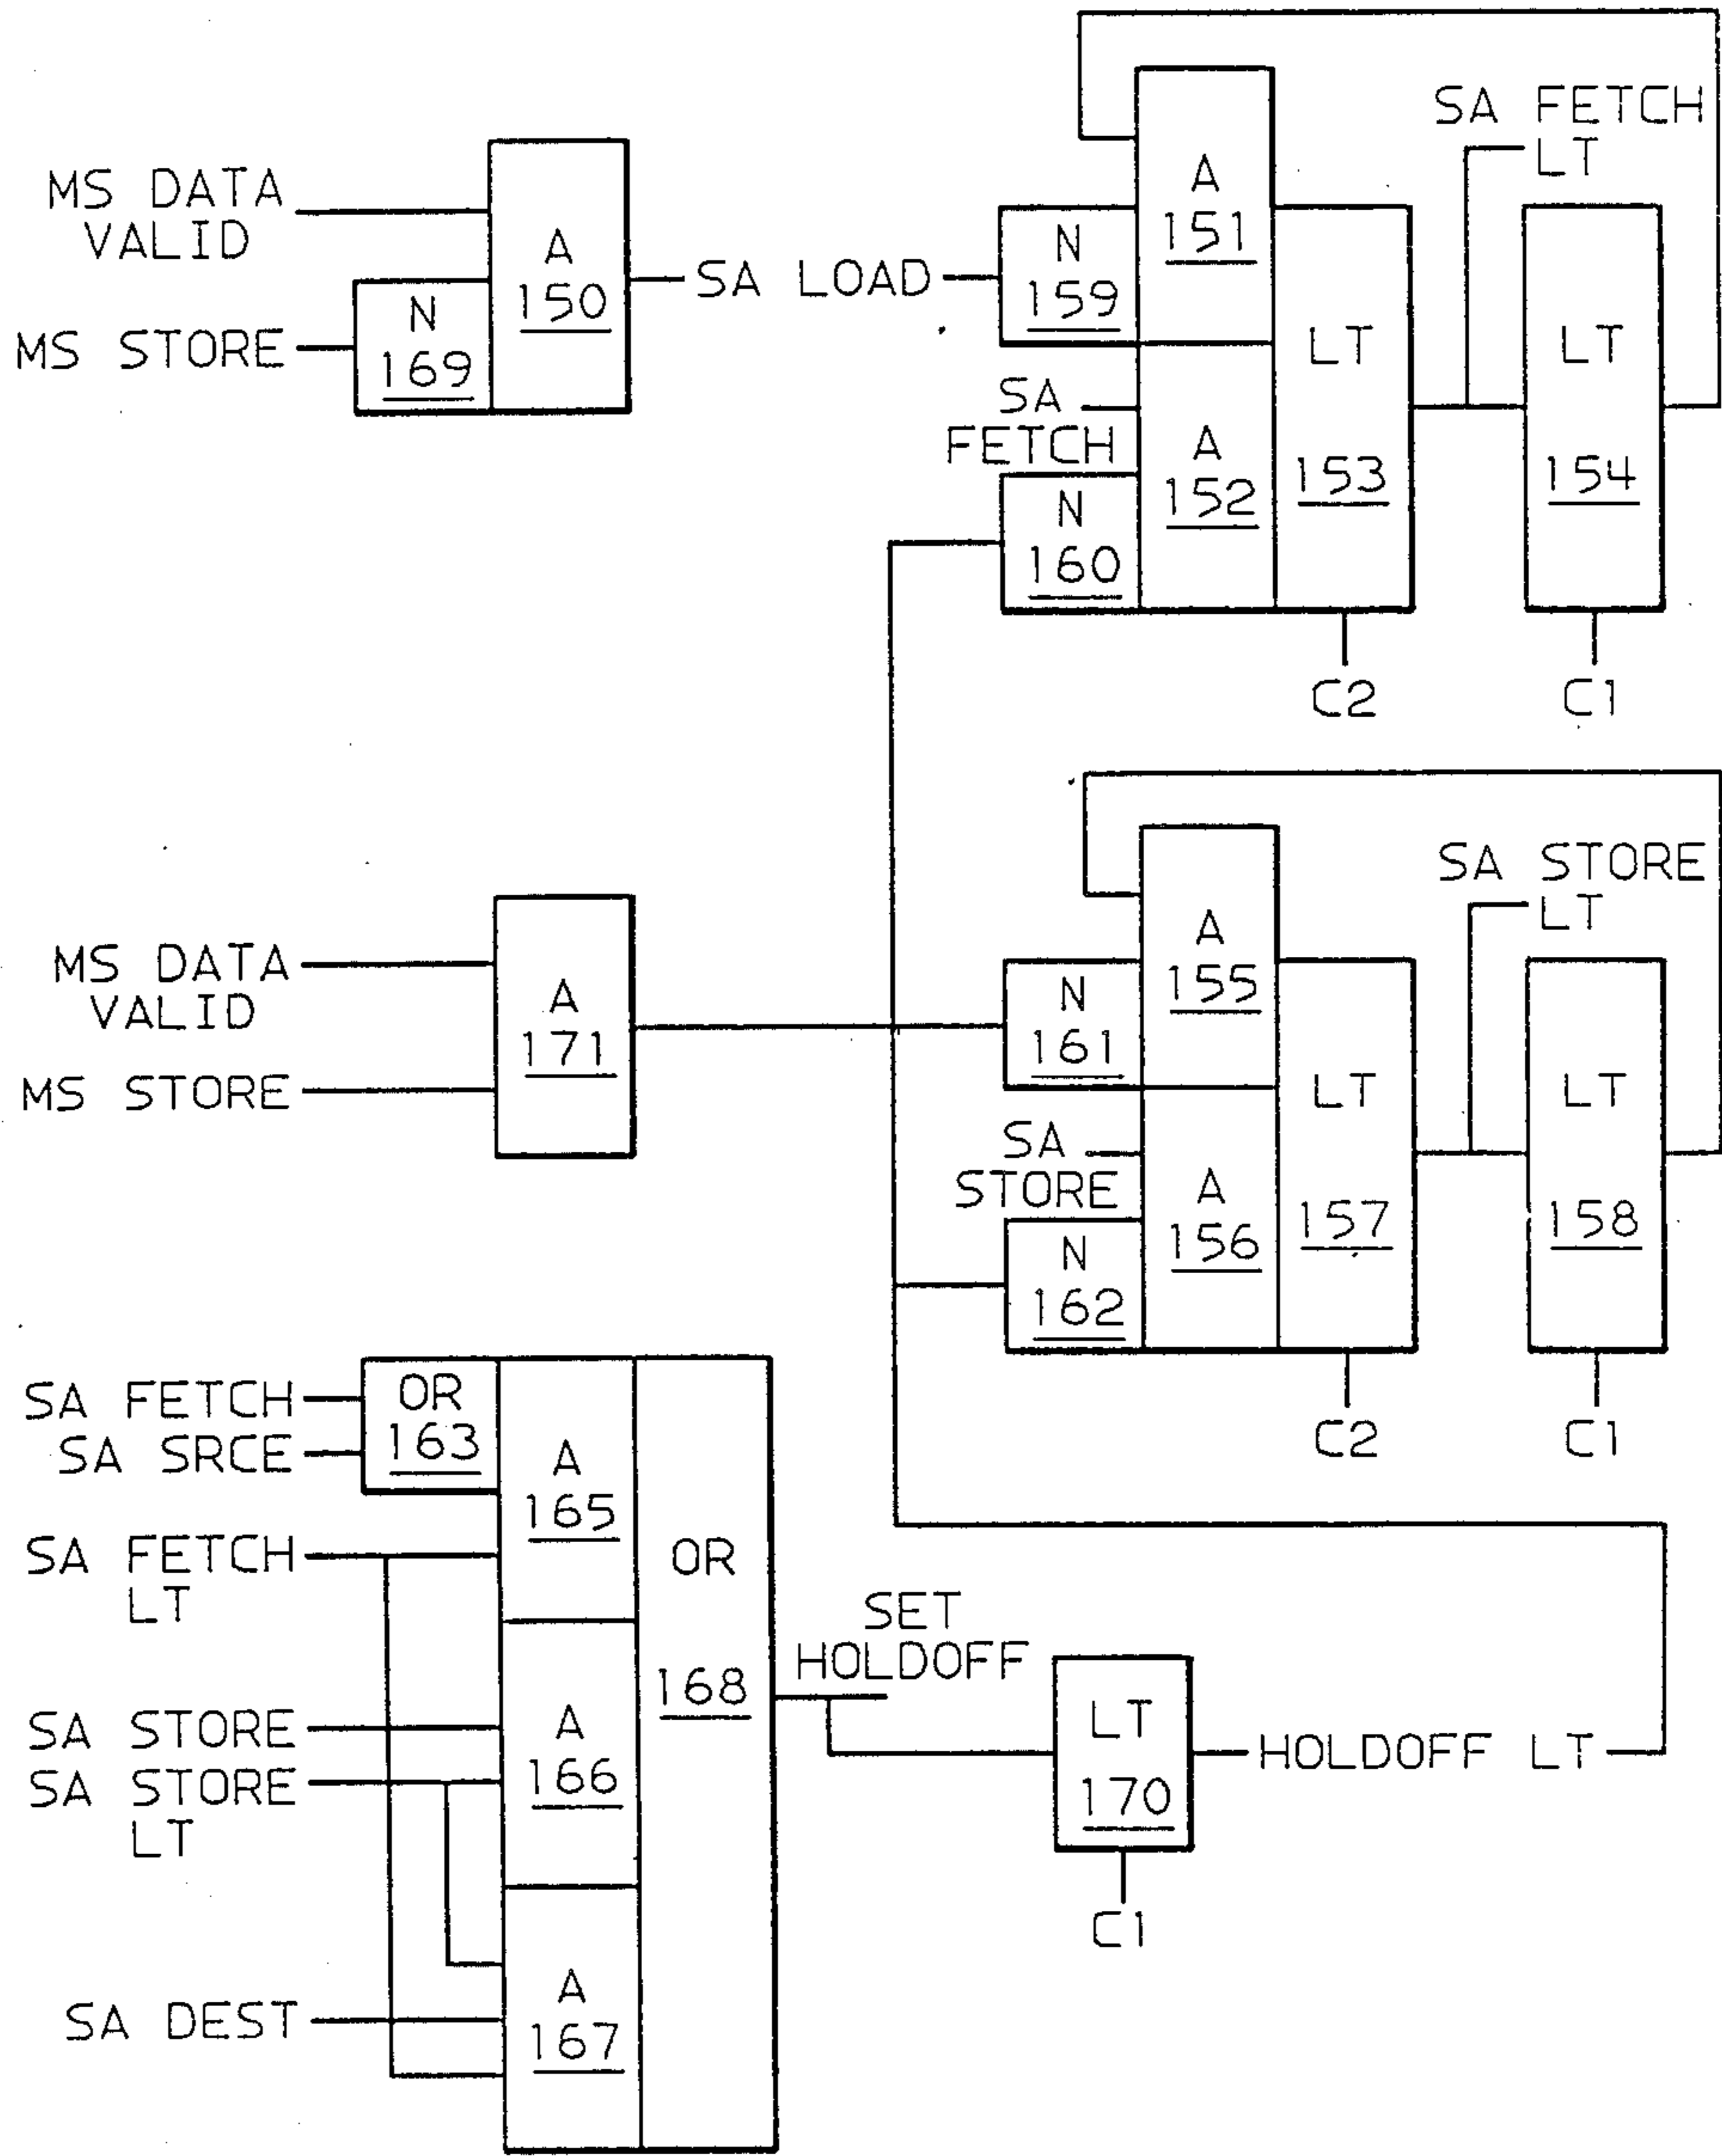 MS DATA
VALID
MS STORE
N
169
A
150
SA LOAD
N
159
A
151
SA
FETCH
N
160
A
152
LT
153
C2
SA FETCH
LT
LT
154
C1
MS DATA
VALID
MS STORE
A
171
N
161
A
155
SA
STORE
N
162
A
156
LT
157
C2
SA STORE
LT
LT
158
C1
SA FETCH
SA SRCE
OR
163
A
165
SA FETCH
LT
SA STORE
SA STORE
LT
A
166
SA DEST
A
167
OR
168
SET
HOLDOFF
LT
170
C1
HOLDOFF LT